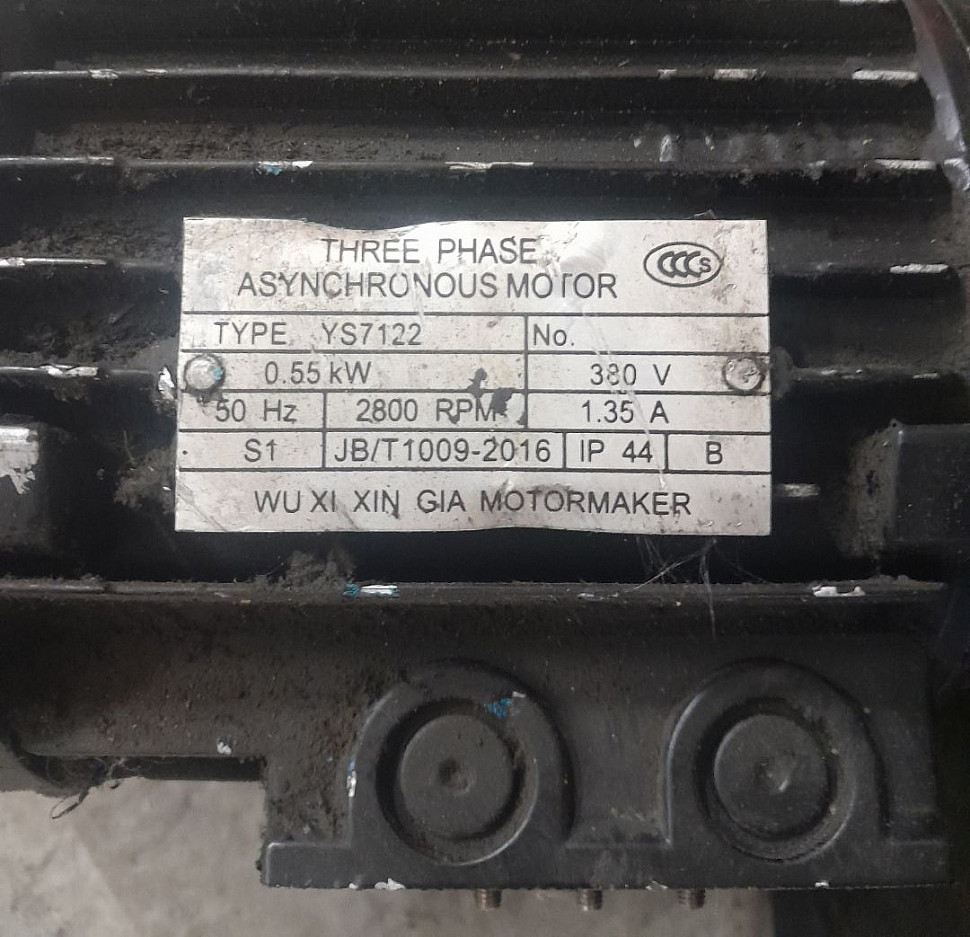 THREE PHASE
ASYNCHRONOUS MOTOR
CCC S
TYPE YS7122 No.
0.55 kW 380 V
50 Hz 2800 RPM 1.35 A
S1 JB/T1009-2016 IP 44 B
WU XI XIN GIA MOTORMAKER